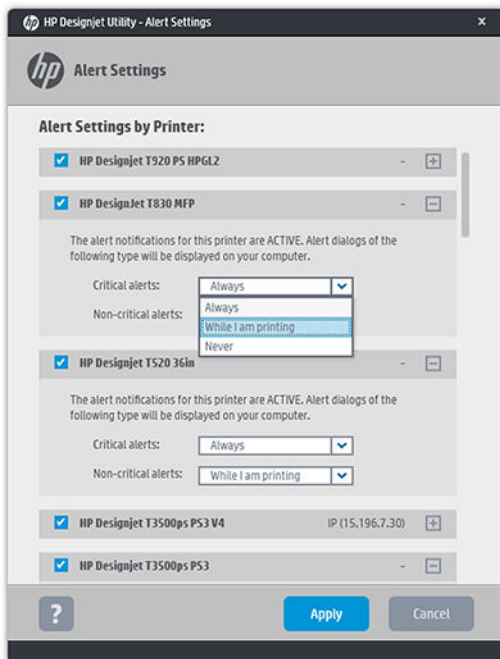 HP Designjet Utility - Alert Settings x
hp Alert Settings
Alert Settings by Printer:
HP Designjet T920 PS HPGL2 - +
HP DesignJet T830 MFP - -
The alert notifications for this printer are ACTIVE. Alert dialogs of the
following type will be displayed on your computer.
Critical alerts: Always
Always
Non-critical alerts:
While I am printing
Never
HP Designjet T520 36in - -
The alert notifications for this printer are ACTIVE. Alert dialogs of the
following type will be displayed on your computer.
Critical alerts: Always
Non-critical alerts: While I am printing
HP Designjet T3500ps PS3 V4 IP (15.196.7.30) +
HP Designjet T3500ps PS3 - -
? Apply Cancel